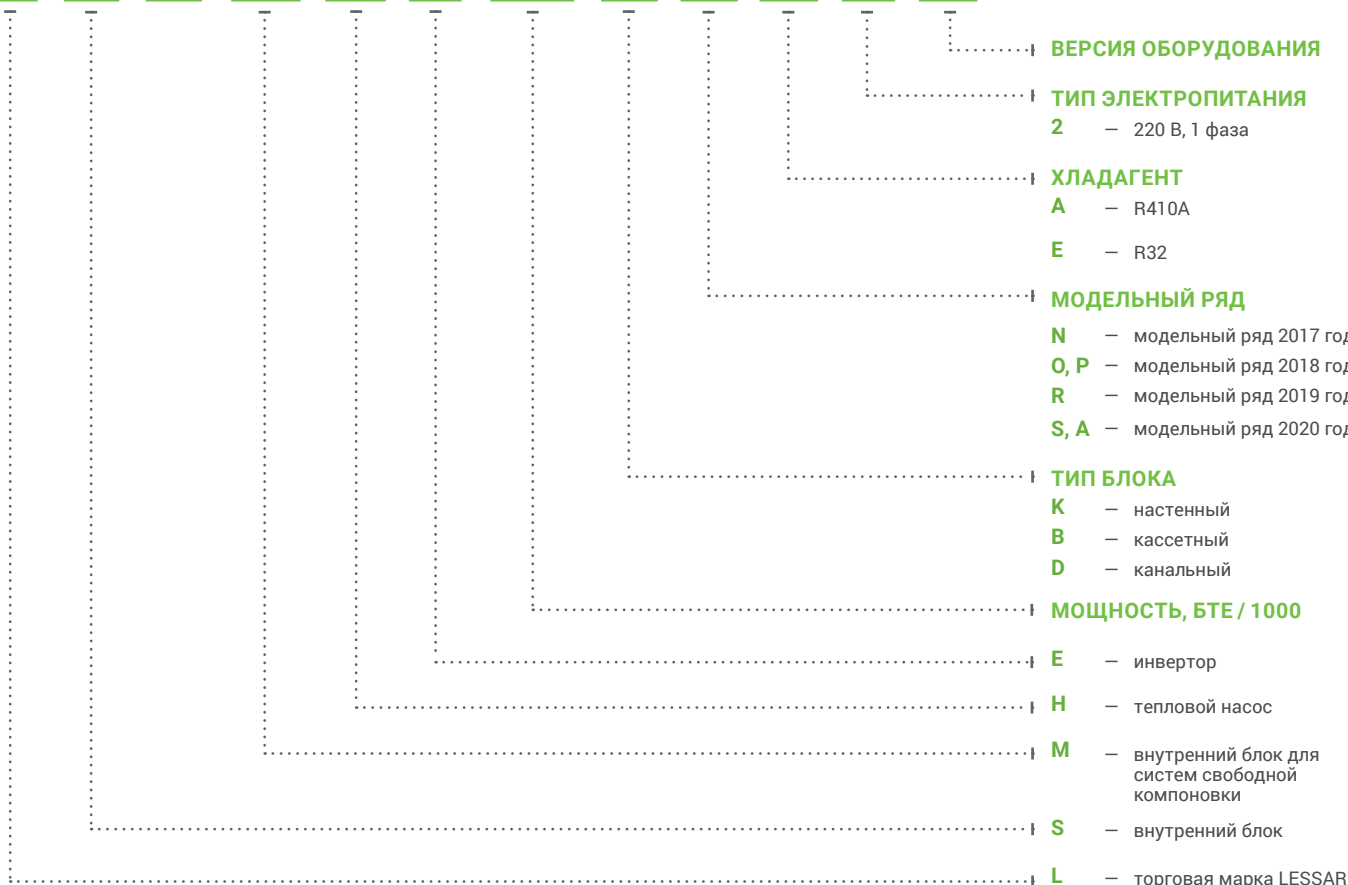 ВЕРСИЯ ОБОРУДОВАНИЯ
ТИП ЭЛЕКТРОПИТАНИЯ
2 — 220 В, 1 фаза
ХЛАДАГЕНТ
A — R410A
E — R32
МОДЕЛЬНЫЙ РЯД
N — модельный ряд 2017 год
O, P — модельный ряд 2018 год
R — модельный ряд 2019 год
S, A — модельный ряд 2020 год
ТИП БЛОКА
K — настенный
B — кассетный
D — канальный
МОЩНОСТЬ, БТЕ / 1000
E — инвертор
H — тепловой насос
M — внутренний блок для
систем свободной
компоновки
S — внутренний блок
L — торговая марка LESSAR